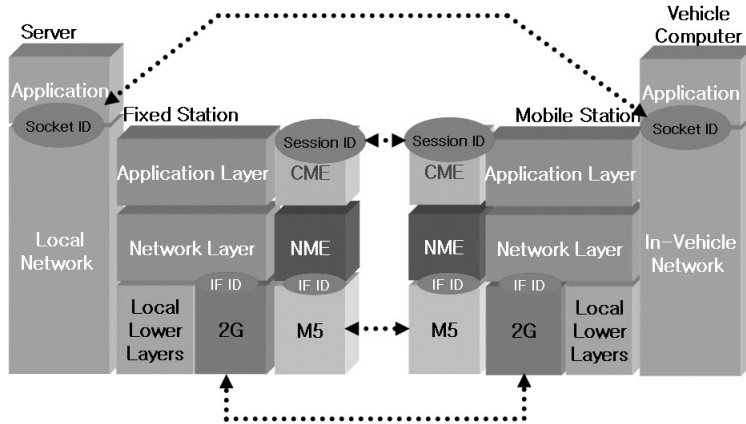 Server
Vehicle
Computer
Application
Application
Socket ID
Fixed Station
Mobile Station
Socket ID
Session ID
Session ID
Application Layer
CME
CME
Application Layer
Local
Network
Network Layer
NME
NME
Network Layer
In-Vehicle
Network
IF ID
IF ID
IF ID
IF ID
Local
Lower
Layers
2G
M5
M5
2G
Local
Lower
Layers